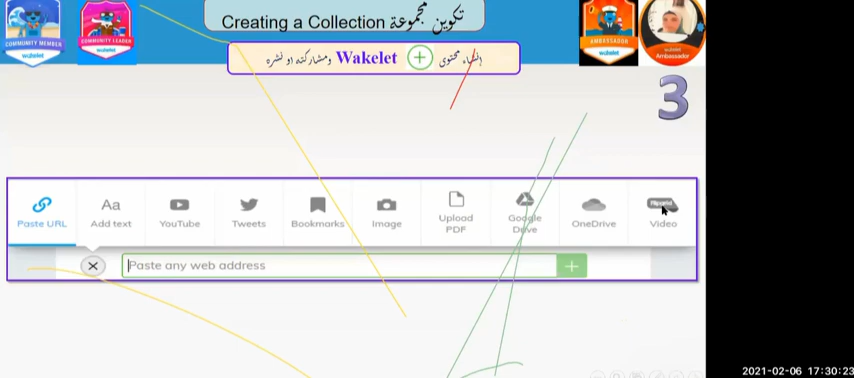 Creating a Collection تكوين مجموعة
COMMUNITY MEMBER
wakelet
COMMUNITY LEADER
wakelet
AMBASSADOR
wakelet
wakelet
Ambassador
إنشاء محتوى + Wakelet ومشاركته او نشره
3
Paste URL
Aa
Add text
YouTube
Tweets
Bookmarks
Image
Upload
PDF
Google
Drive
OneDrive
Flipgrid
Video
Paste any web address
2021-02-06 17:30:23